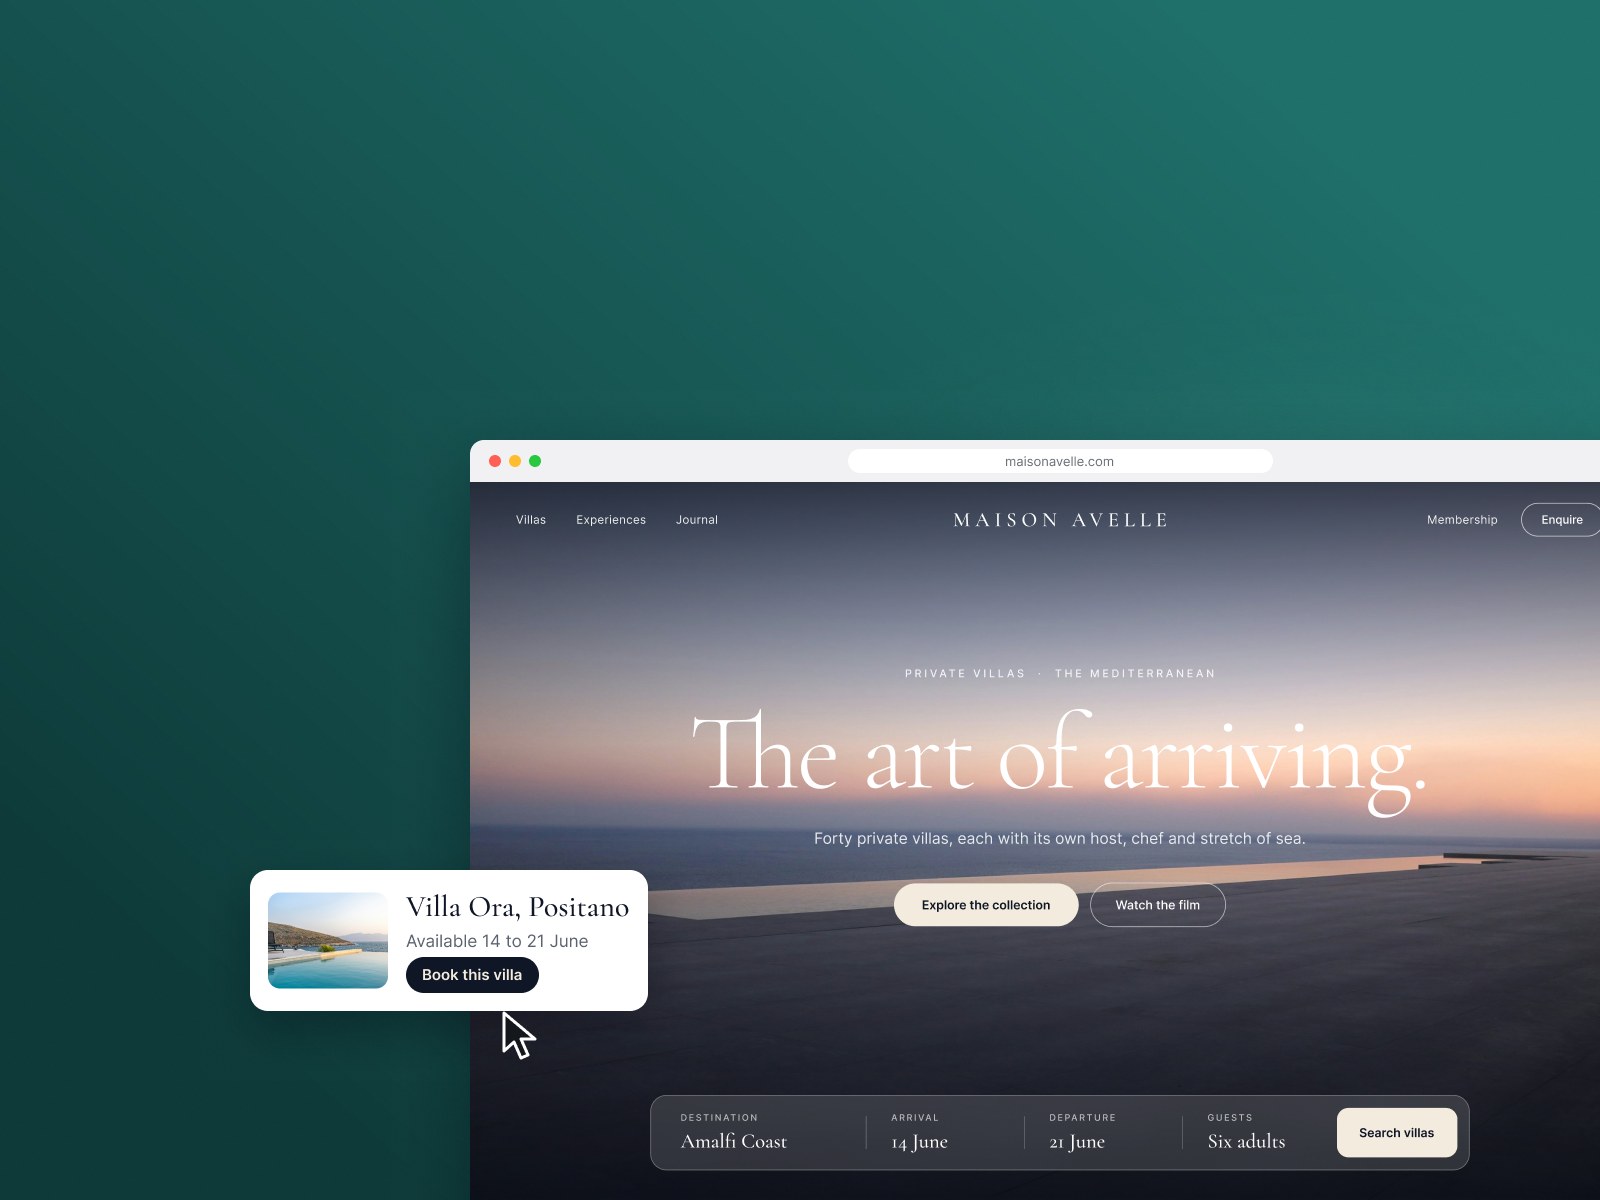 maisonavelle.com
Villas Experiences Journal
MAISON AVELLE
Membership Enquire
PRIVATE VILLAS · THE MEDITERRANEAN
The art of arriving.
Forty private villas, each with its own host, chef and stretch of sea.
Explore the collection Watch the film
Villa Ora, Positano
Available 14 to 21 June
Book this villa
DESTINATION ARRIVAL DEPARTURE GUESTS
Amalfi Coast 14 June 21 June Six adults
Search villas